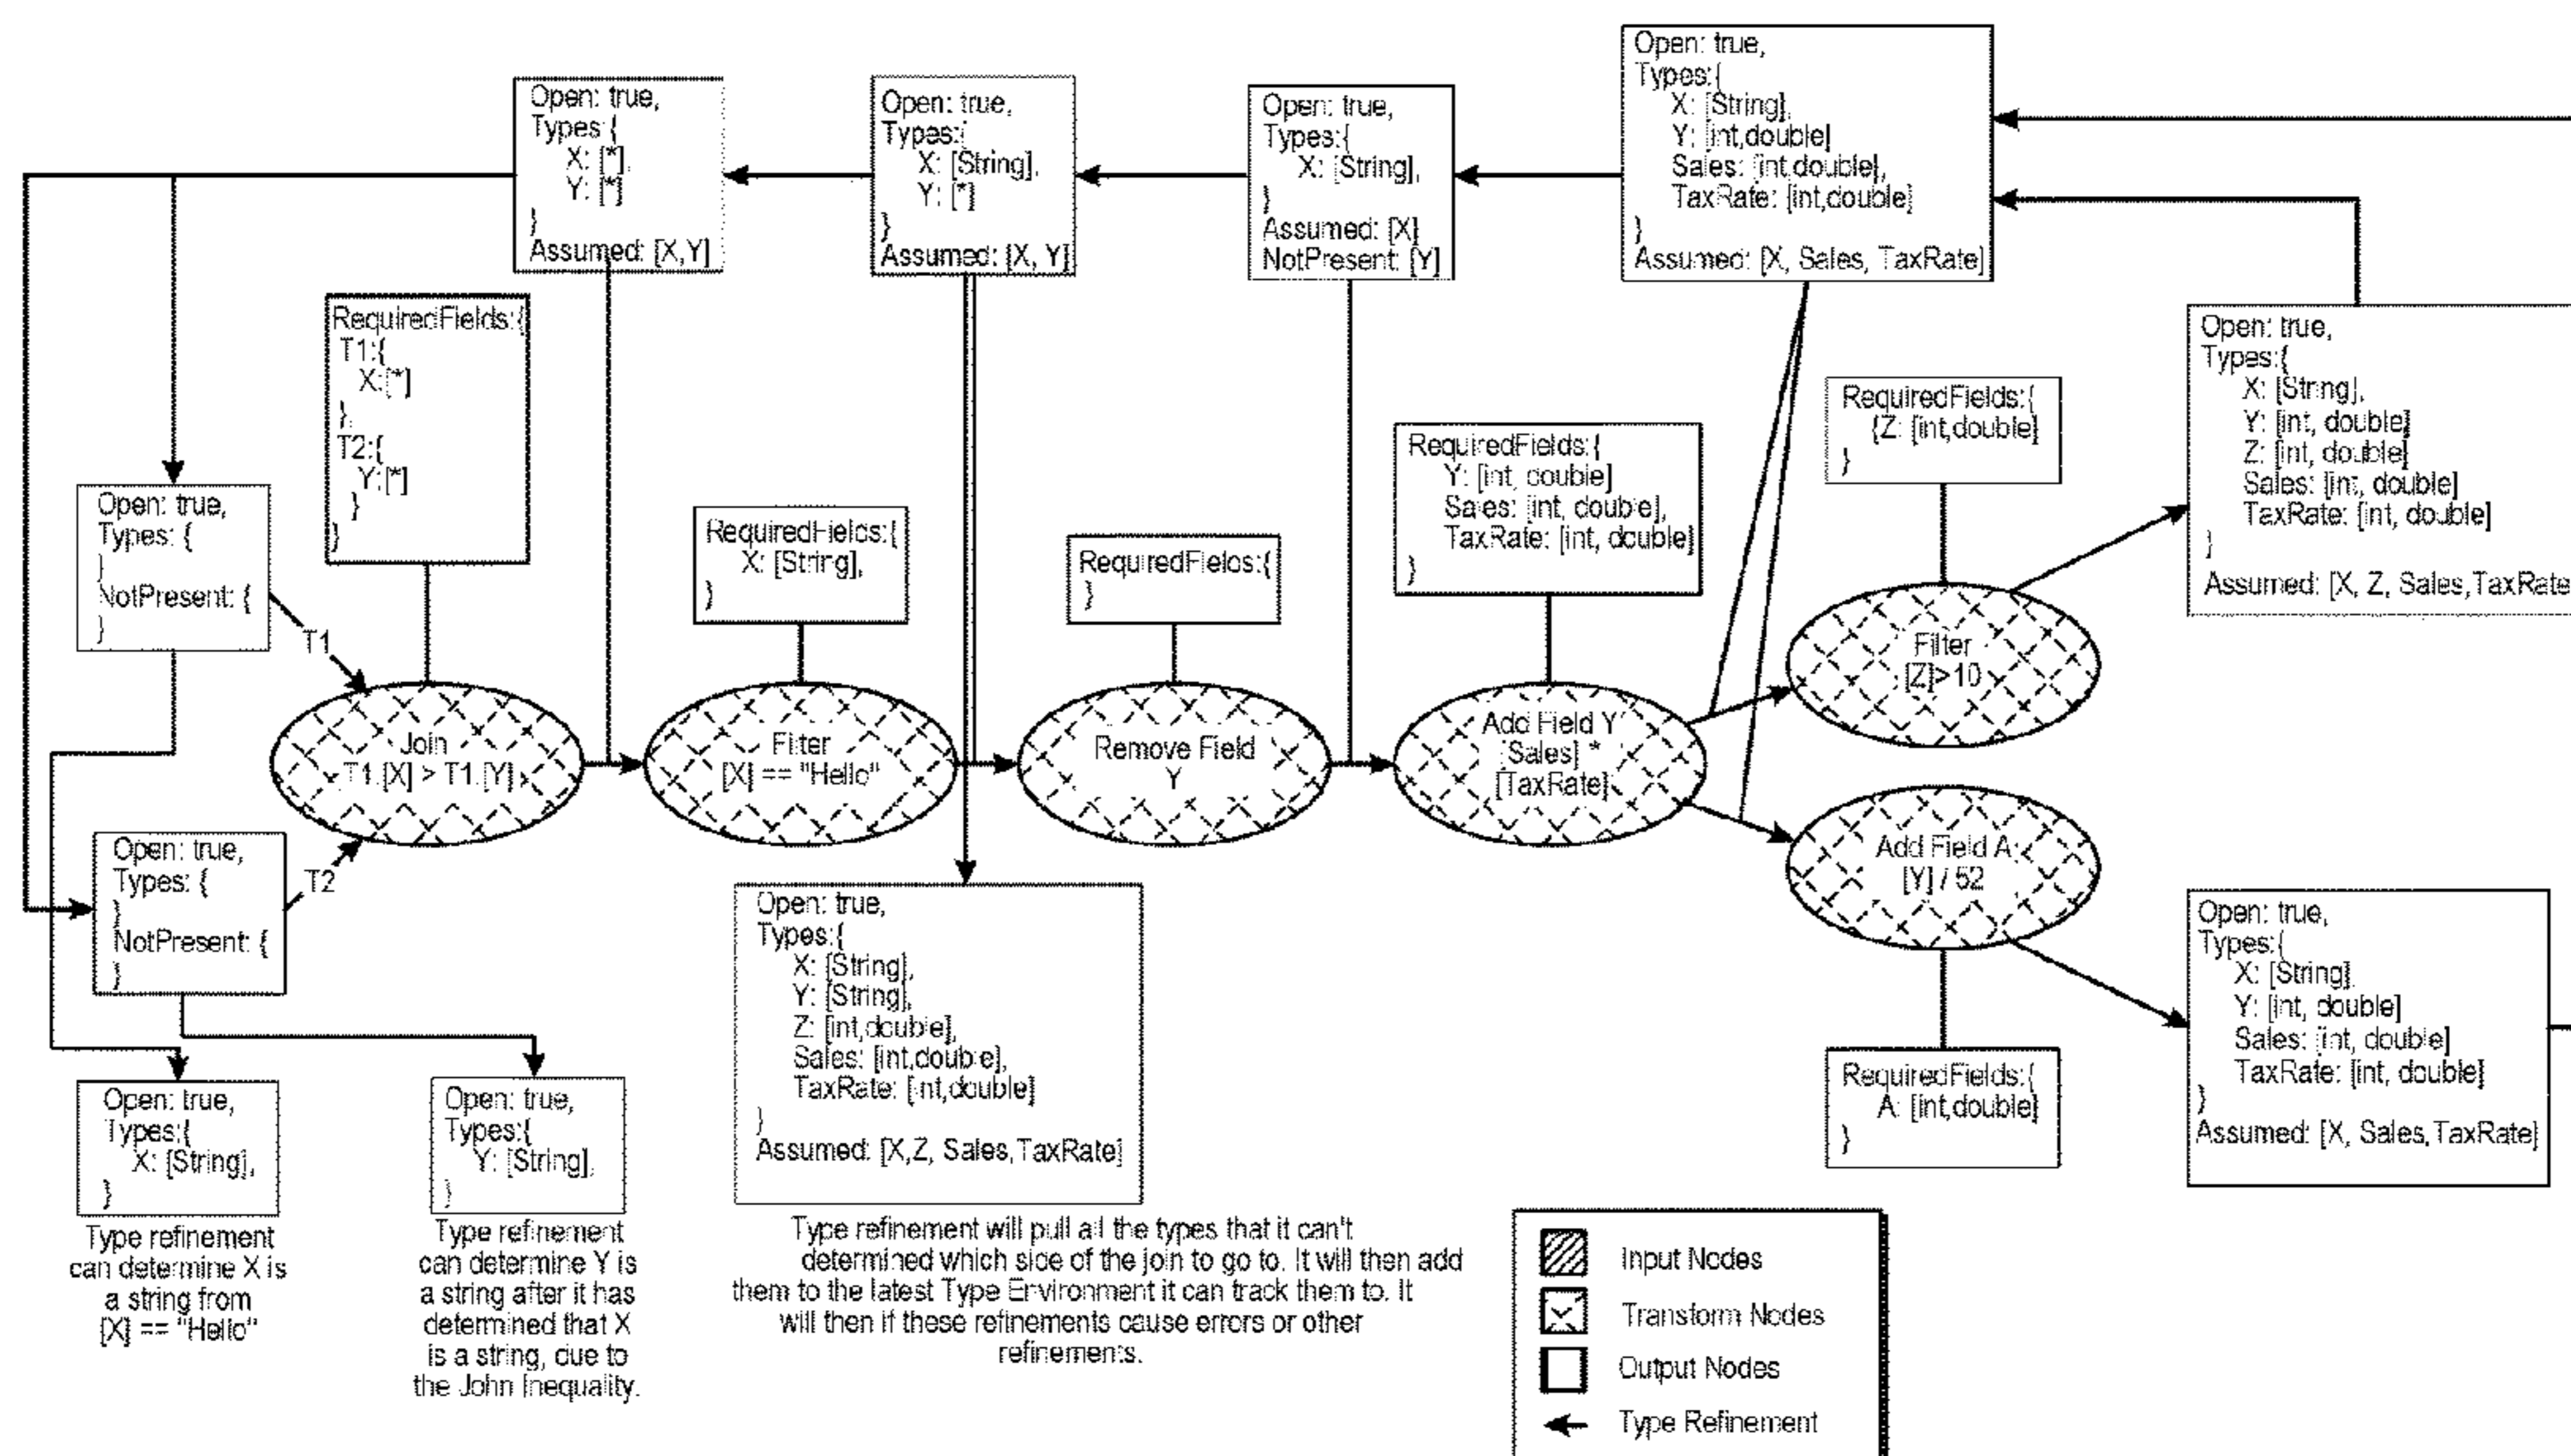 Open: true,
Types:{
X: [*],
Y: [*]
}
Assumed: [X,Y]
Open: true,
Types:{
X: [String],
Y: [*]
}
Assumed: [X, Y]
Open: true,
Types:{
X: [String],
}
Assumed: [X]
NotPresent: [Y]
Open: true,
Types:{
X: [String],
Y: [int,double]
Sales: [int,double],
TaxRate: [int,double]
}
Assumed: [X, Sales, TaxRate]
RequiredFields:{
T1:{
X:[*]
},
T2:{
Y:[*]
}
}
Open: true,
Types: {
}
NotPresent: {
}
T1
RequiredFields:{
X: [String],
}
RequiredFields:{
}
RequiredFields:{
Y: [int, double]
Sales: [int, double],
TaxRate: [int, double]
}
RequiredFields:{
{Z: [int,double]
}
Open: true,
Types:{
X: [String],
Y: [int, double]
Z: [int, double]
Sales: [int, double]
TaxRate: [int, double]
}
Assumed: [X, Z, Sales,TaxRate
Join
T1.[X] > T1.[Y]
Filter
[X] == "Hello"
Remove Field
Y
Add Field Y
[Sales] *
[TaxRate]
Filter
[Z]>10
Add Field A:
[Y] / 52
Open: true,
Types: {
}
NotPresent: {
}
T2
Open: true,
Types:{
X: [String],
Y: [String],
Z: [int,double],
Sales: [int,double],
TaxRate: [int,double]
}
Assumed: [X,Z, Sales,TaxRate]
RequiredFields:{
A: [int,double]
}
Open: true,
Types:{
X: [String],
Y: [int, double]
Sales: [int, double]
TaxRate: [int, double]
}
Assumed: [X, Sales,TaxRate]
Open: true,
Types:{
X: [String],
}
Type refinement
can determine X is
a string from
[X] == "Hello"
Open: true,
Types:{
Y: [String],
}
Type refinement
can determine Y is
a string after it has
determined that X
is a string, due to
the John Inequality.
Type refinement will pull all the types that it can't
determined which side of the join to go to. It will then add
them to the latest Type Environment it can track them to. It
will then if these refinements cause errors or other
refinements.
Input Nodes
Transform Nodes
Output Nodes
Type Refinement